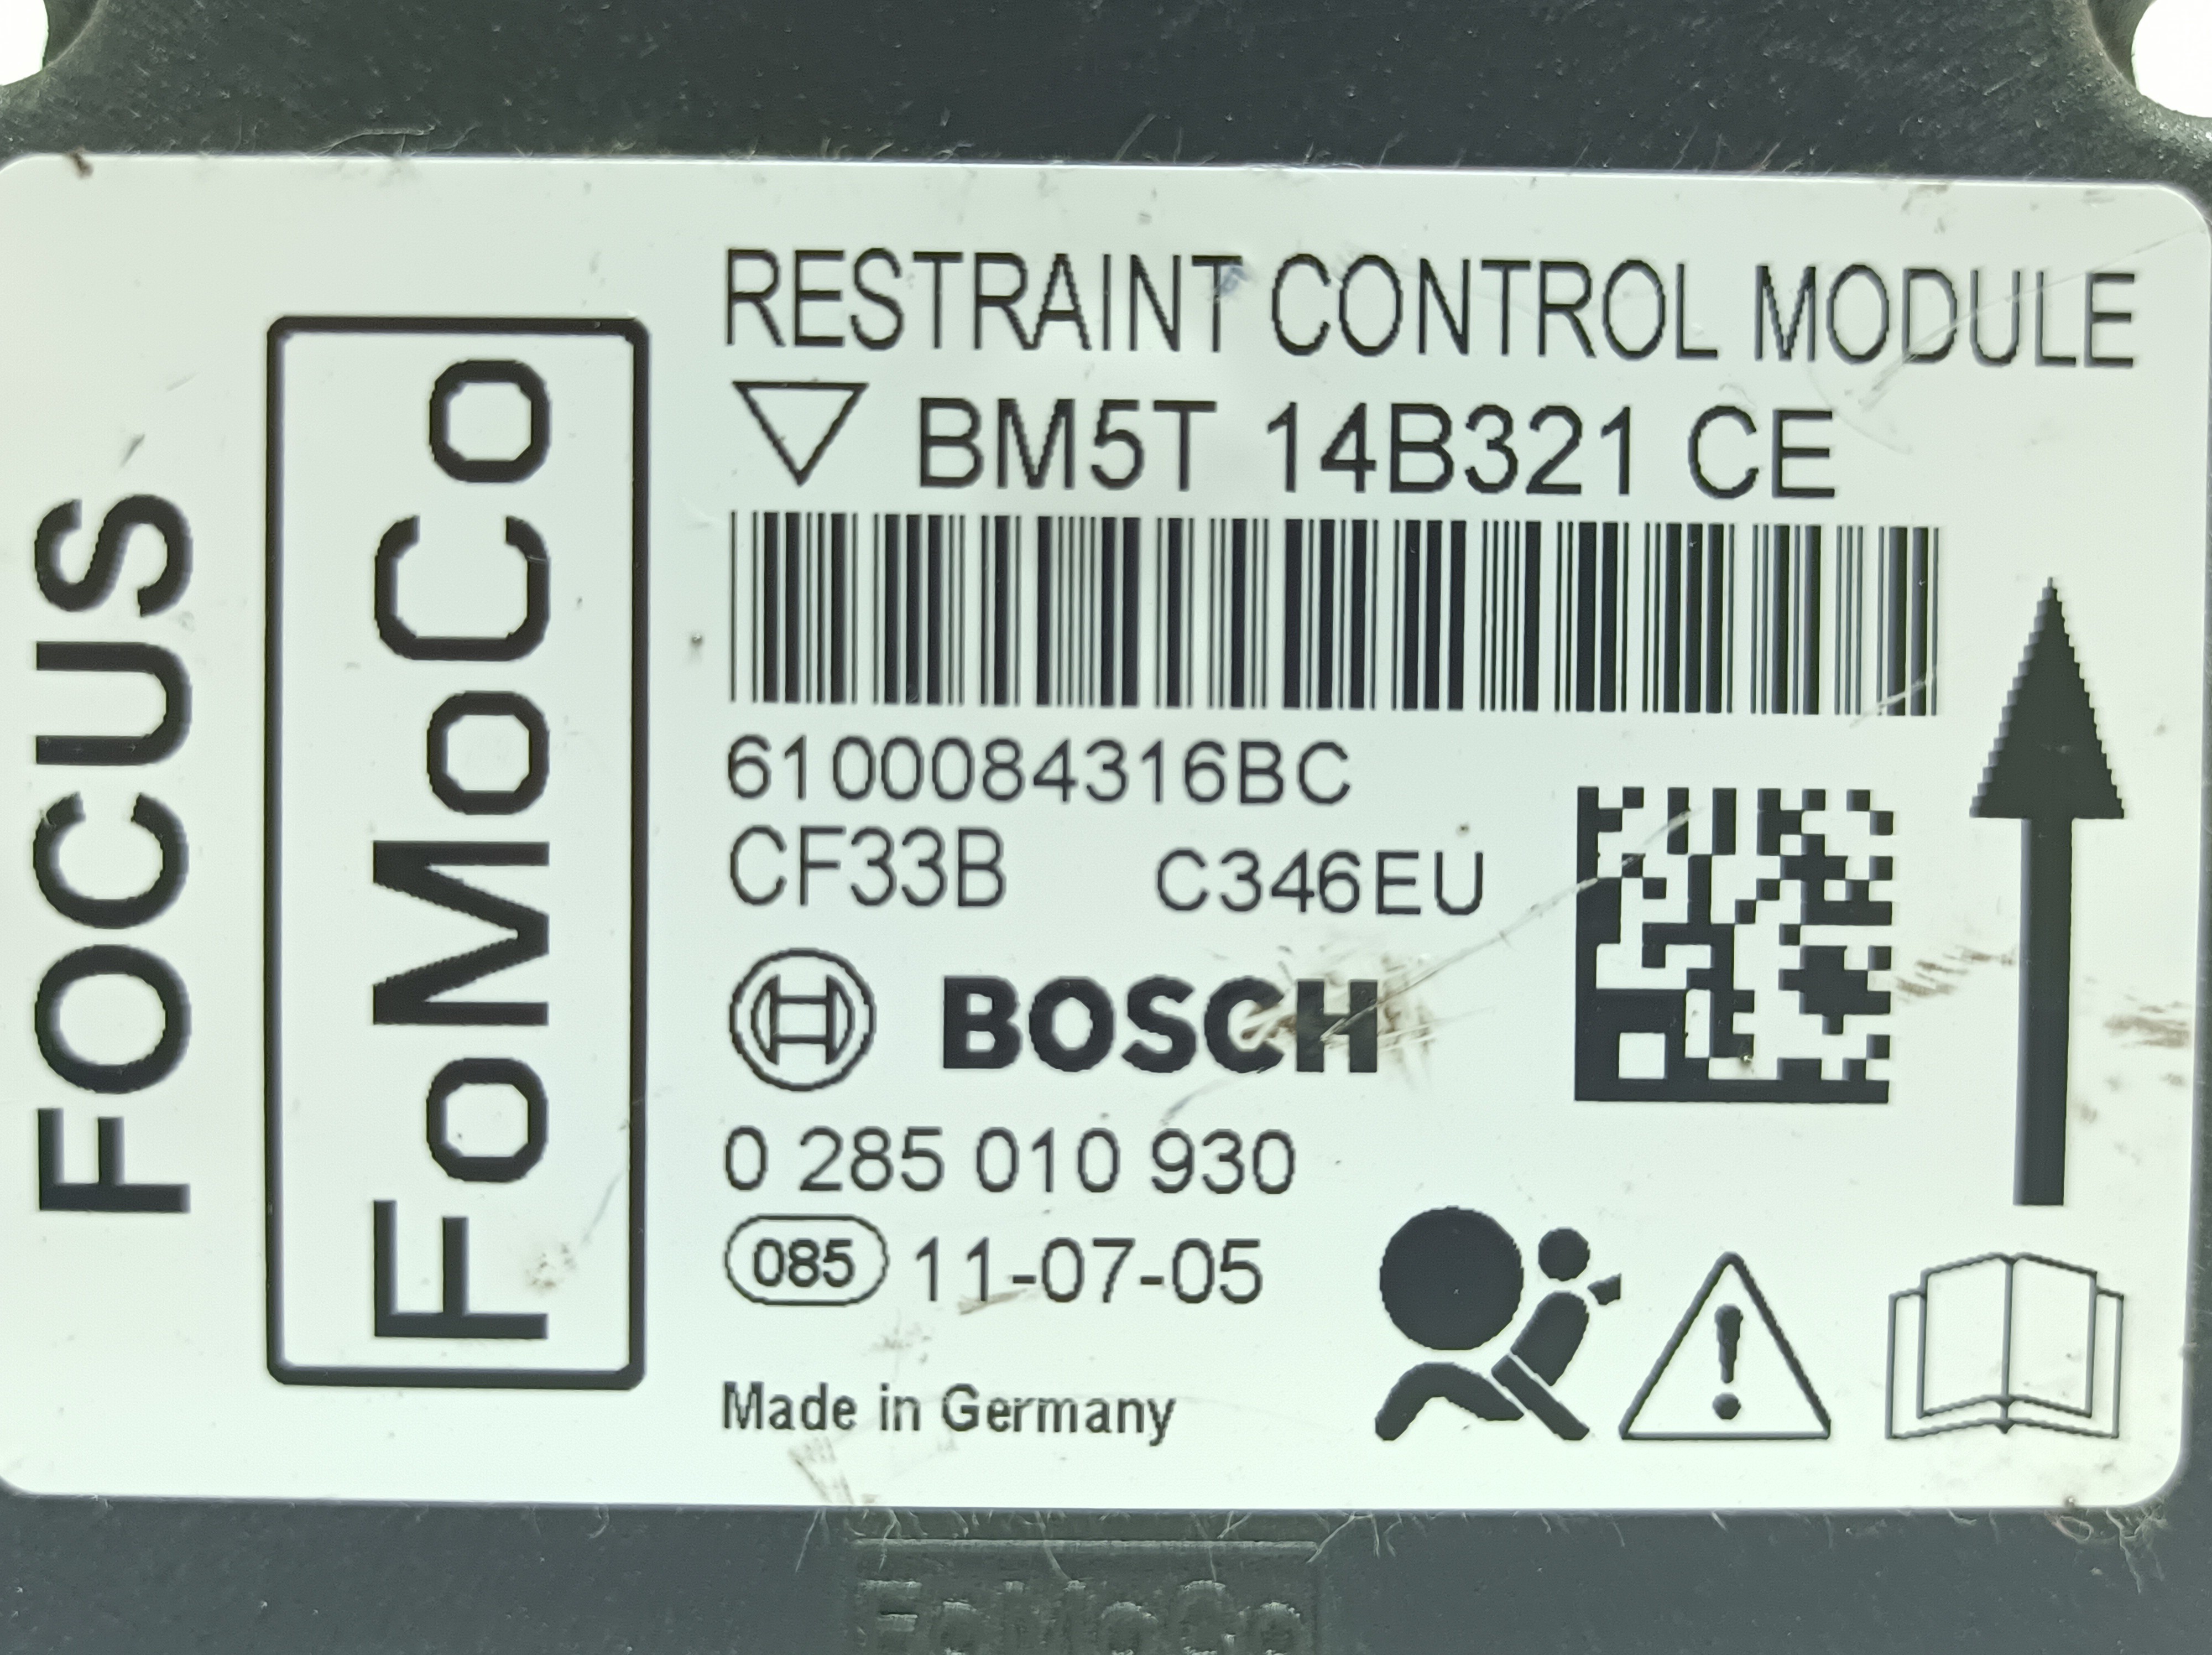 FOCUS
FoMoCo
RESTRAINT CONTROL MODULE
BM5T 14B321 CE
6100084316BC
CF33B C346EU
BOSCH
0 285 010 930
085 11-07-05
Made in Germany
FoMoCo